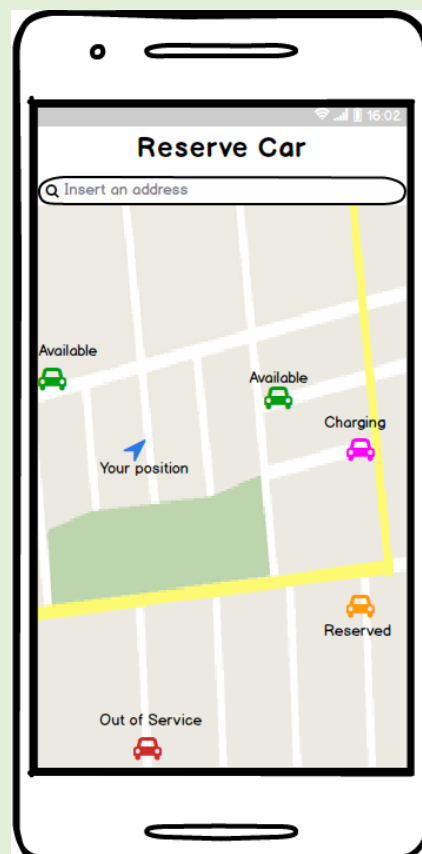 16:02
Reserve Car
Insert an address
Available
Available
Charging
Your position
Reserved
Out of Service